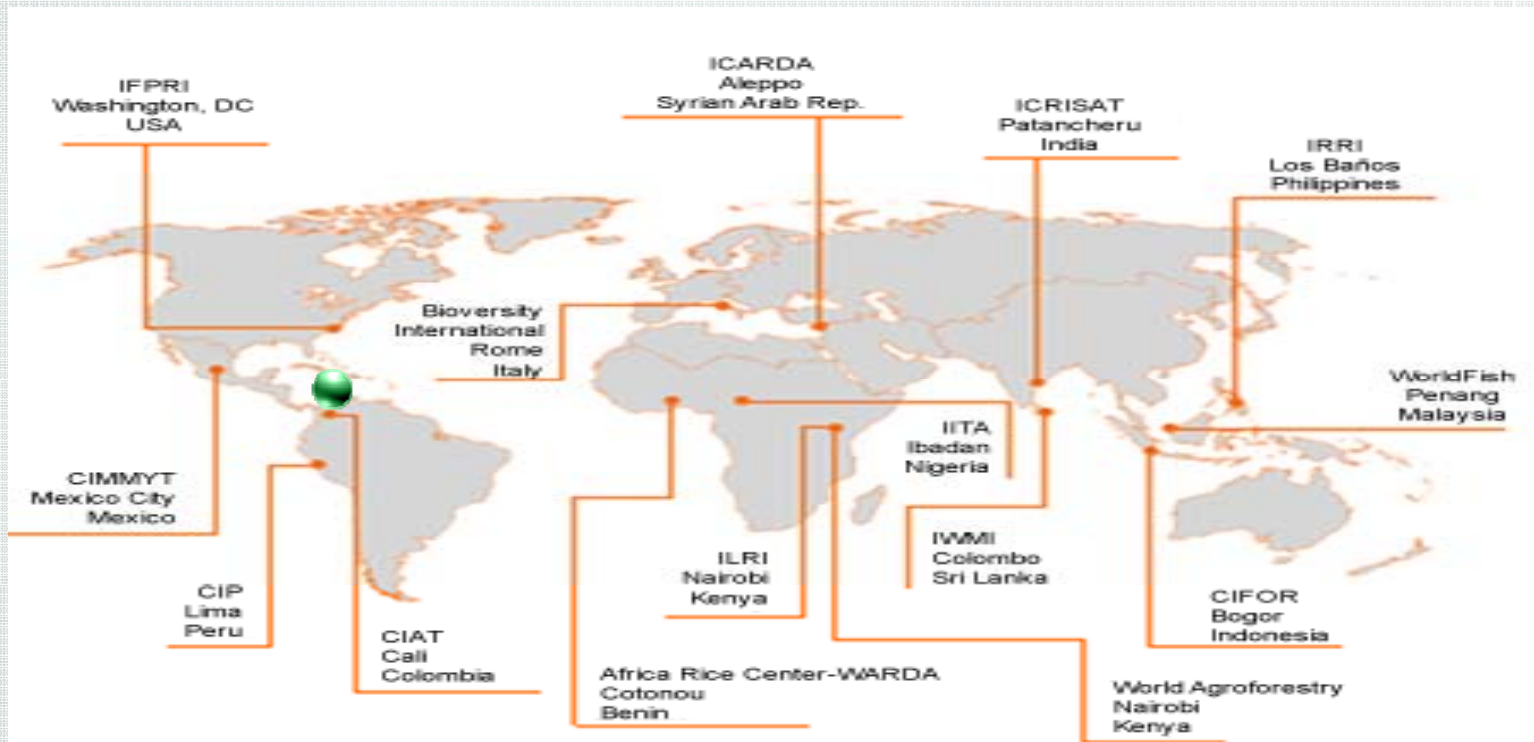 IFPRI
Washington, DC
USA
ICARDA
Aleppo
Syrian Arab Rep.
ICRISAT
Patancheru
India
IRRI
Los Baños
Philippines
Bioversity
International
Rome
Italy
WorldFish
Penang
Malaysia
IITA
Ibadan
Nigeria
CIMMYT
Mexico City
Mexico
IWMI
Colombo
Sri Lanka
ILRI
Nairobi
Kenya
CIP
Lima
Peru
CIFOR
Bogor
Indonesia
CIAT
Cali
Colombia
Africa Rice Center-WARDA
Cotonou
Benin
World Agroforestry
Nairobi
Kenya